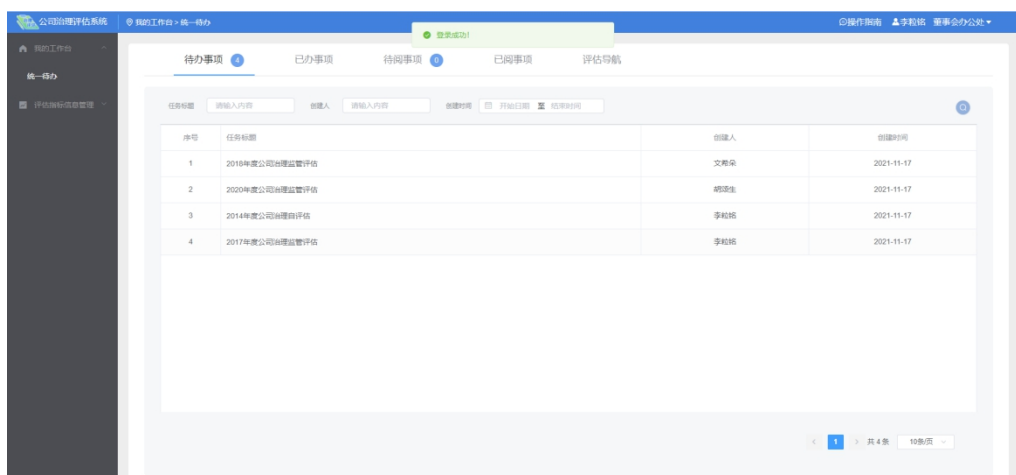 公司治理评估系统 我的工作台 > 统一待办 操作指南 李粒铭 董事会办公处
登录成功!
我的工作台
统一待办
评估指标信息管理
待办事项 4 已办事项 待阅事项 0 已阅事项 评估导航
任务标题 请输入内容 创建人 请输入内容 创建时间 开始日期 至 结束时间
序号 任务标题 创建人 创建时间
1 2018年度公司治理监管评估 文希朵 2021-11-17
2 2020年度公司治理监管评估 胡颂生 2021-11-17
3 2014年度公司治理自评估 李粒铭 2021-11-17
4 2017年度公司治理监管评估 李粒铭 2021-11-17
< 1 > 共 4 条 10条/页